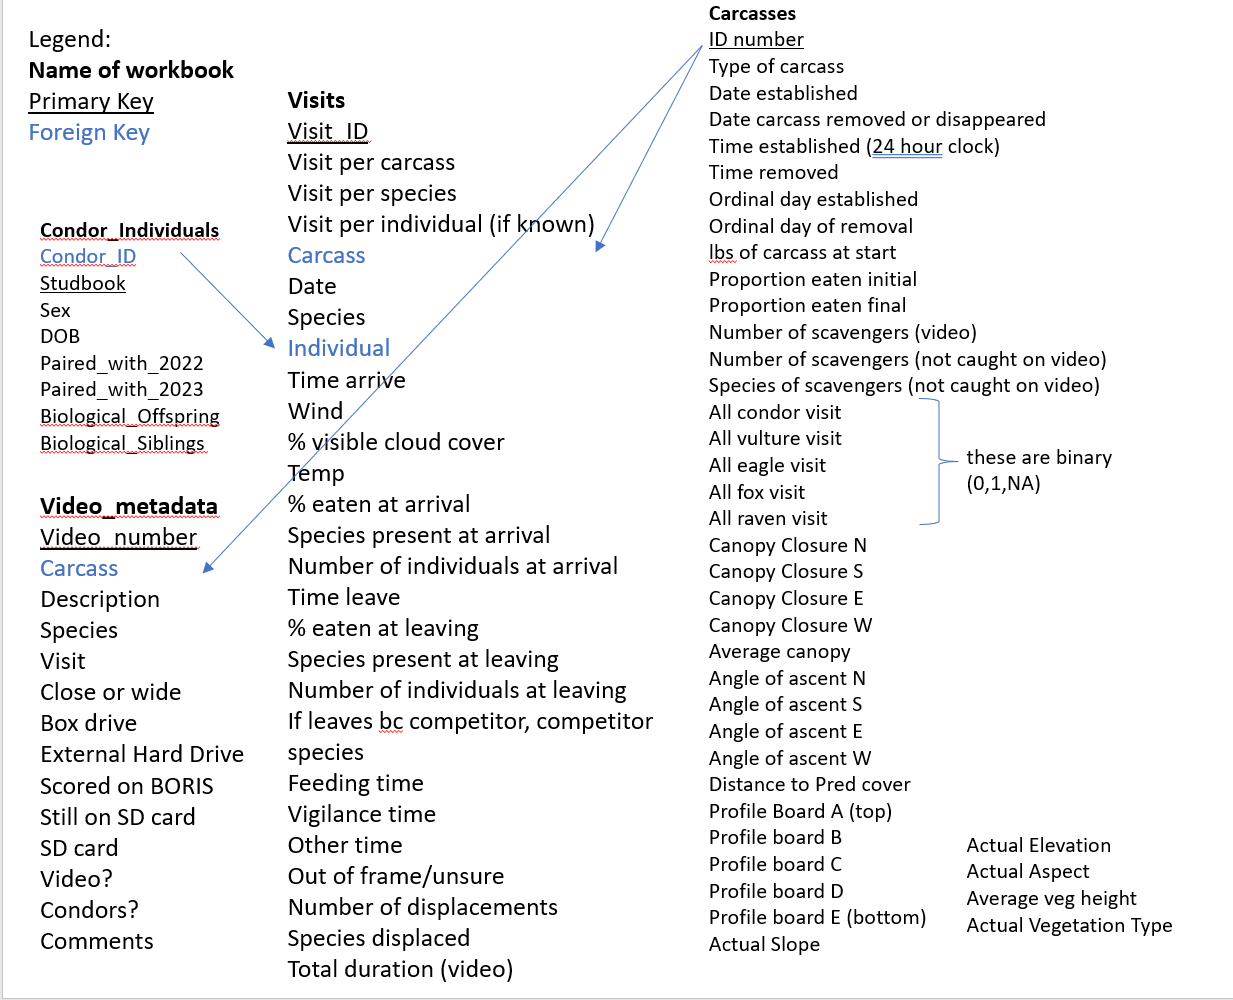 Legend:
Name of workbook
Primary Key
Foreign Key
Condor_Individuals
Condor_ID
Studbook
Sex
DOB
Paired_with_2022
Paired_with_2023
Biological_Offspring
Biological_Siblings
Video_metadata
Video_number
Carcass
Description
Species
Visit
Close or wide
Box drive
External Hard Drive
Scored on BORIS
Still on SD card
SD card
Video?
Condors?
Comments
Visits
Visit_ID
Visit per carcass
Visit per species
Visit per individual (if known)
Carcass
Date
Species
Individual
Time arrive
Wind
% visible cloud cover
Temp
% eaten at arrival
Species present at arrival
Number of individuals at arrival
Time leave
% eaten at leaving
Species present at leaving
Number of individuals at leaving
If leaves bc competitor, competitor
species
Feeding time
Vigilance time
Other time
Out of frame/unsure
Number of displacements
Species displaced
Total duration (video)
Carcasses
ID number
Type of carcass
Date established
Date carcass removed or disappeared
Time established (24 hour clock)
Time removed
Ordinal day established
Ordinal day of removal
lbs of carcass at start
Proportion eaten initial
Proportion eaten final
Number of scavengers (video)
Number of scavengers (not caught on video)
Species of scavengers (not caught on video)
All condor visit
All vulture visit
All eagle visit
All fox visit
All raven visit
these are binary
(0,1,NA)
Canopy Closure N
Canopy Closure S
Canopy Closure E
Canopy Closure W
Average canopy
Angle of ascent N
Angle of ascent S
Angle of ascent E
Angle of ascent W
Distance to Pred cover
Profile Board A (top)
Profile board B
Profile board C
Profile board D
Profile board E (bottom)
Actual Slope
Actual Elevation
Actual Aspect
Average veg height
Actual Vegetation Type